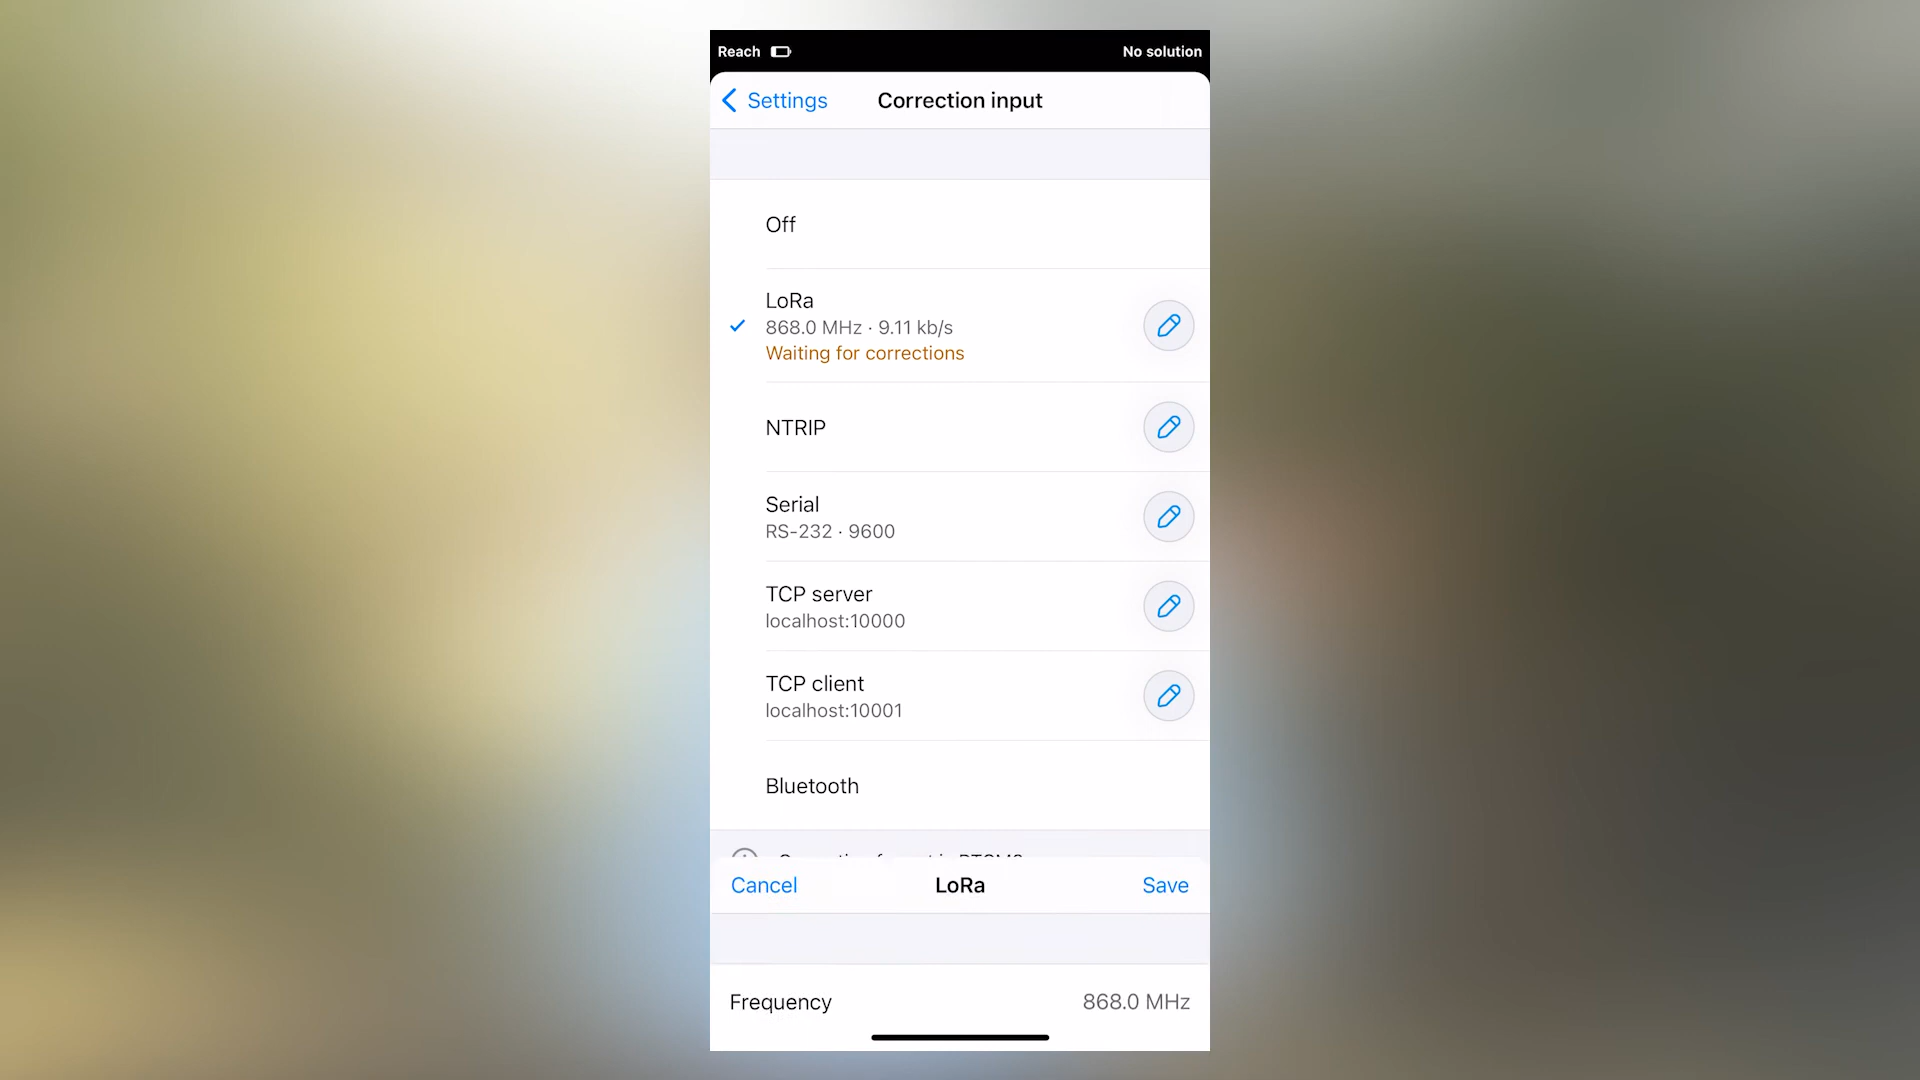 Reach
No solution
Settings
Correction input
Off
LoRa
868.0 MHz · 9.11 kb/s
Waiting for corrections
NTRIP
Serial
RS-232 · 9600
TCP server
localhost:10000
TCP client
localhost:10001
Bluetooth
Cancel
LoRa
Save
Frequency
868.0 MHz